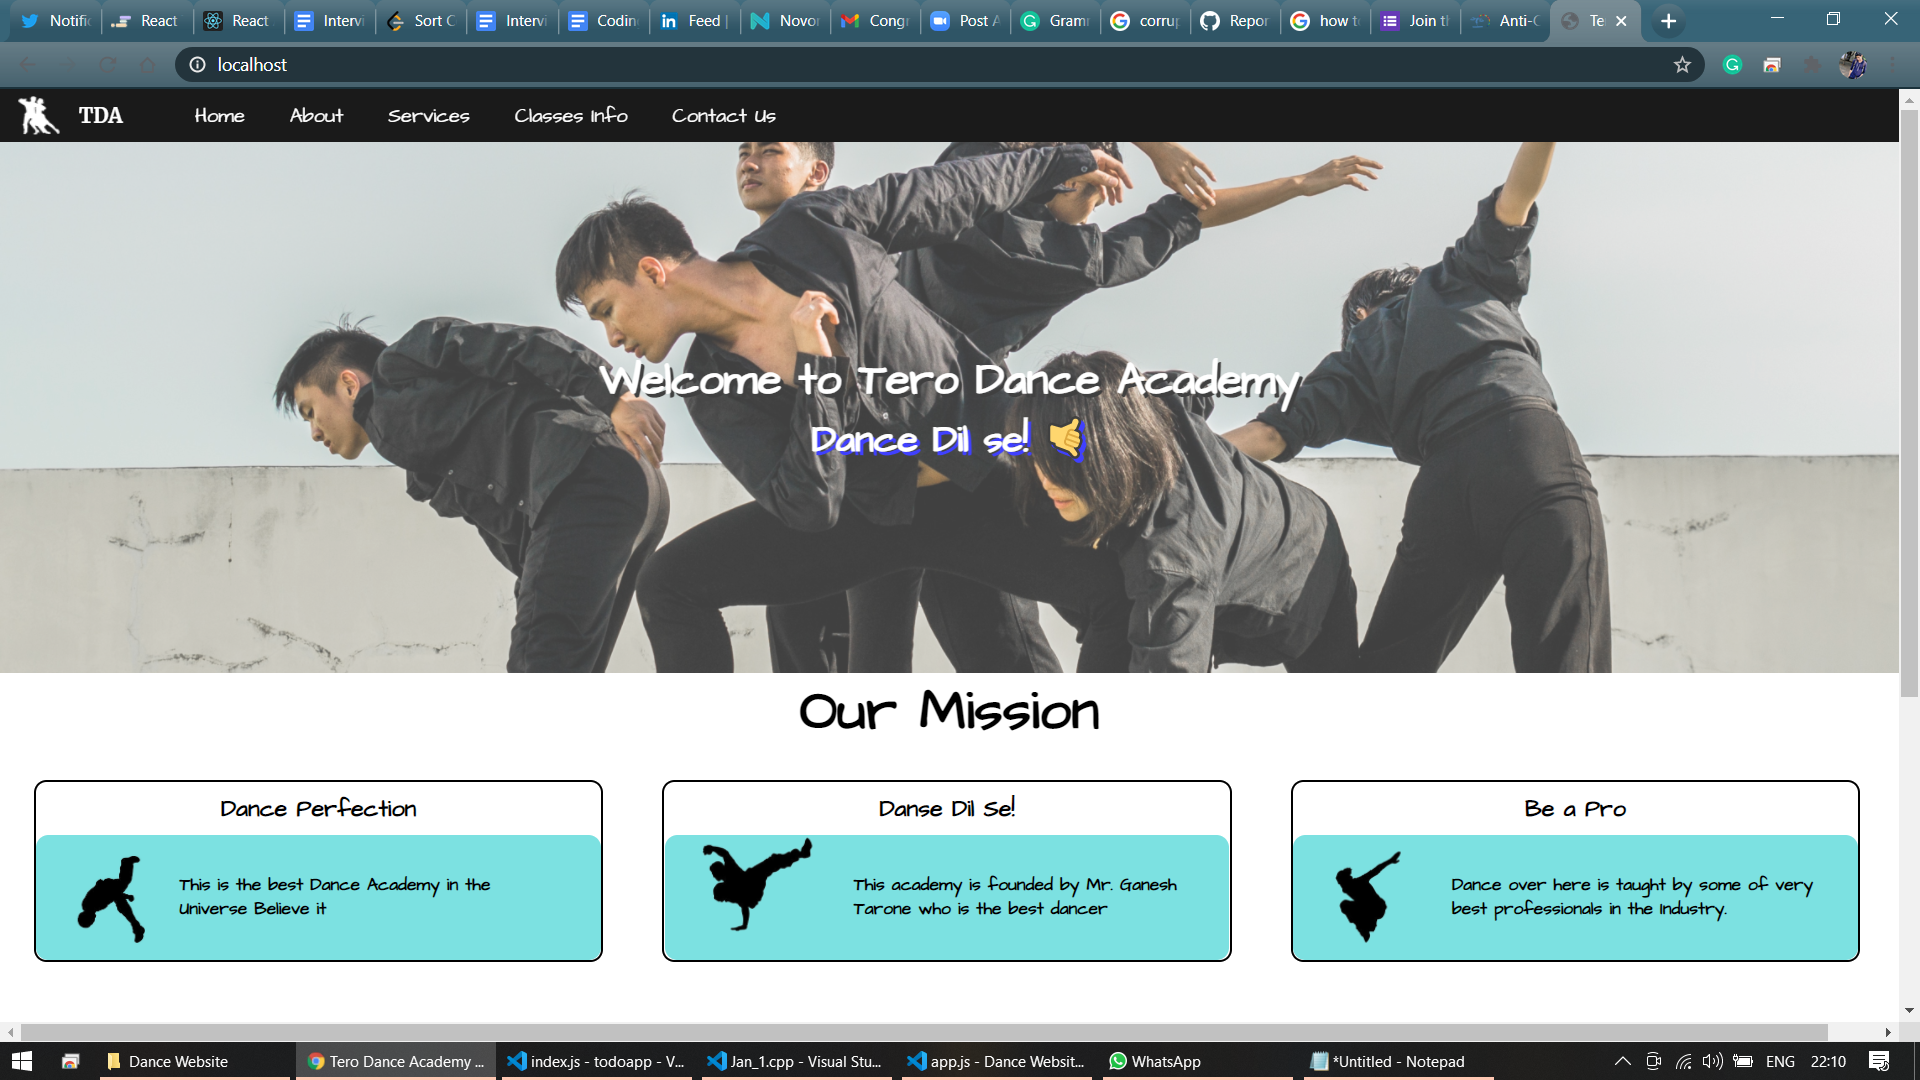 Notific
React
React
Intervi
Sort C
Intervi
Coding
Feed |
Novor
Congr
Post A
Gramm
corrup
Repor
how to
Join th
Anti-C
Te
localhost
TDA Home About Services Classes Info Contact Us
Welcome to Tero Dance Academy
Dance Dil se! 🤙
Our Mission
Dance Perfection
This is the best Dance Academy in the
Universe Believe it
Danse Dil Se!
This academy is founded by Mr. Ganesh
Tarone who is the best dancer
Be a Pro
Dance over here is taught by some of very
best professionals in the Industry.
Dance Website
Tero Dance Academy ...
index.js - todoapp - V...
Jan_1.cpp - Visual Stu...
app.js - Dance Websit...
WhatsApp
*Untitled - Notepad
ENG
22:10